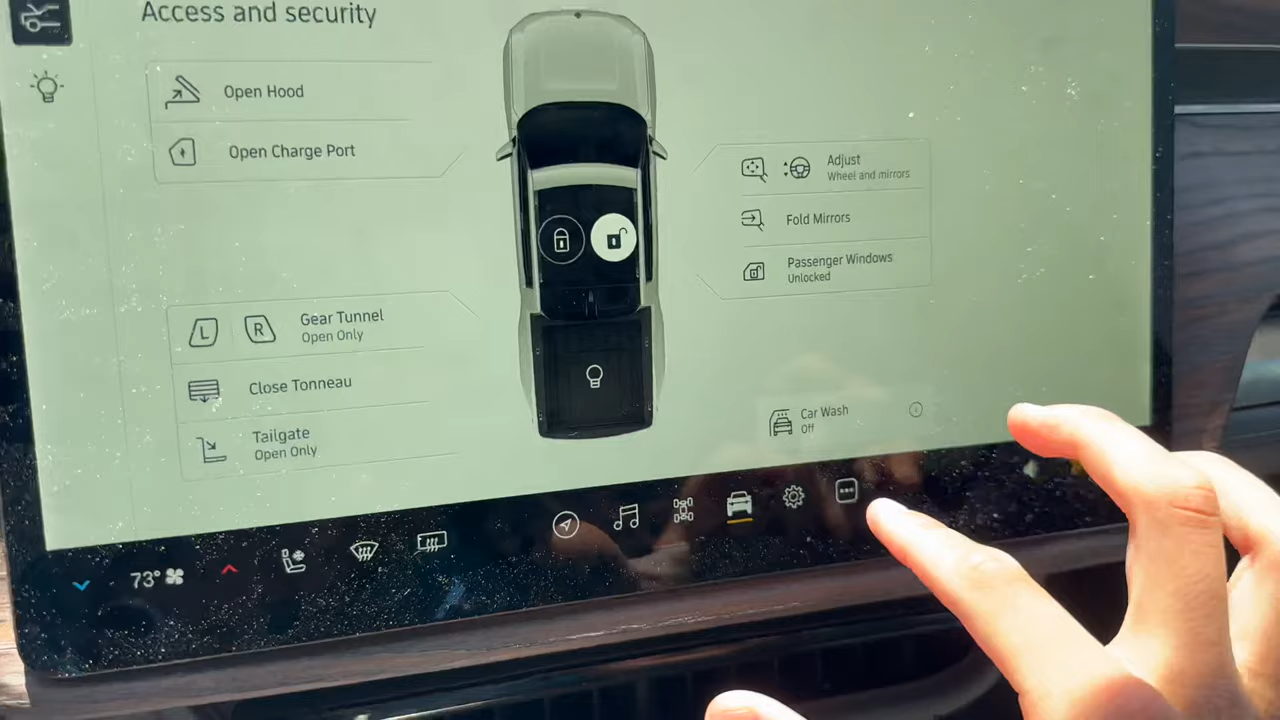 Access and security
Open Hood
Open Charge Port
Adjust
Wheel and mirrors
Fold Mirrors
Passenger Windows
Unlocked
L R Gear Tunnel
Open Only
Close Tonneau
Tailgate
Open Only
Car Wash
Off
73°